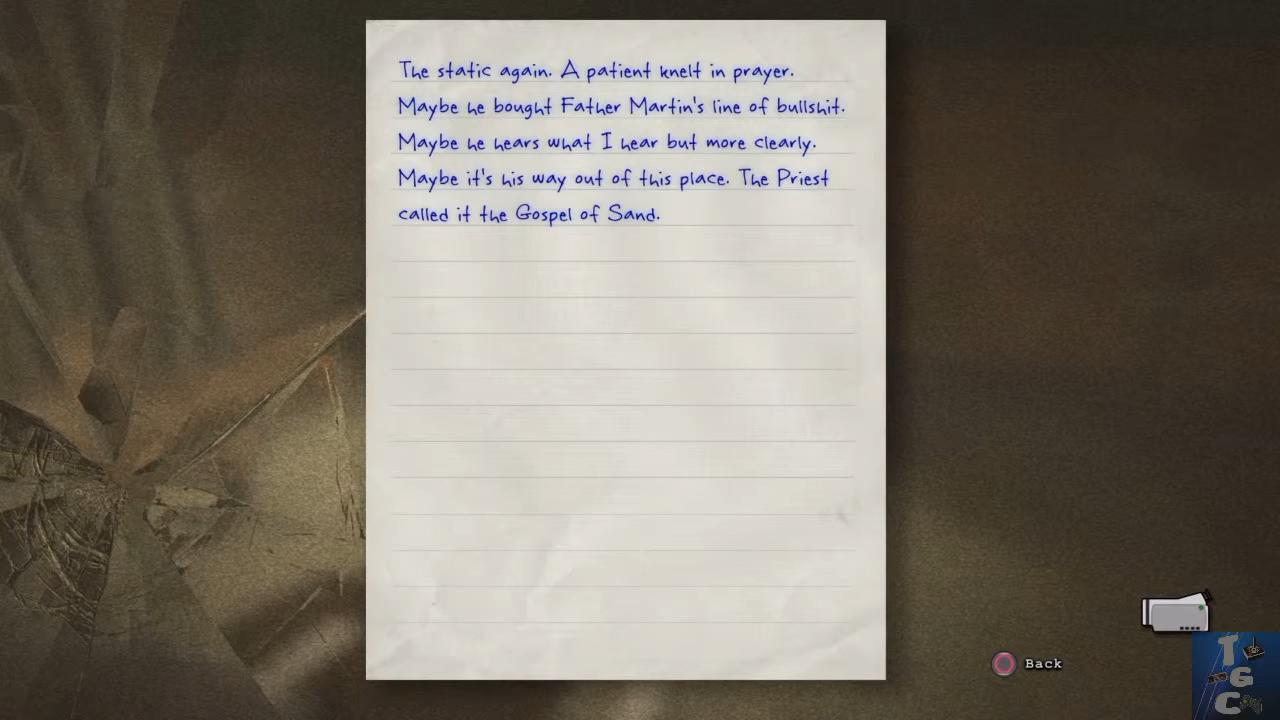 The static again. A patient knelt in prayer.
Maybe he bought Father Martin's line of bullshit.
Maybe he hears what I hear but more clearly.
Maybe it's his way out of this place. The Priest
called it the Gospel of Sand.
Back
T
G
C